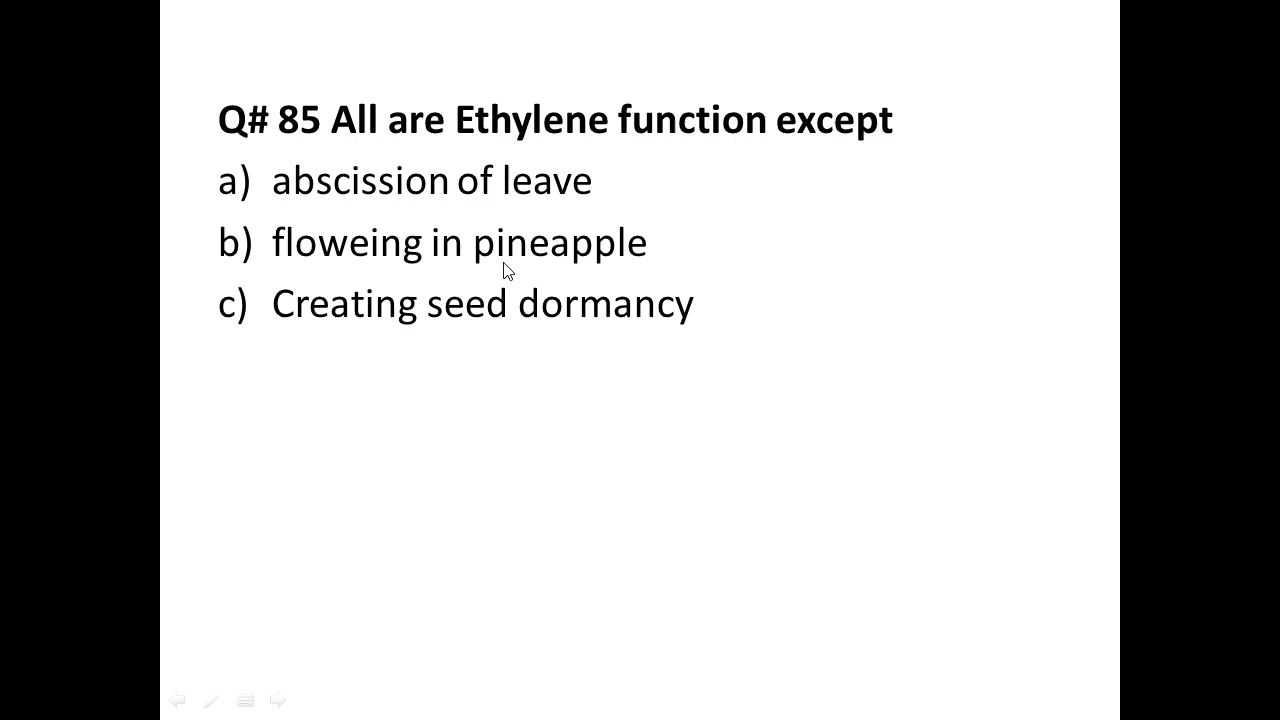 Q# 85 All are Ethylene function except
a) abscission of leave
b) floweing in pineapple
c) Creating seed dormancy